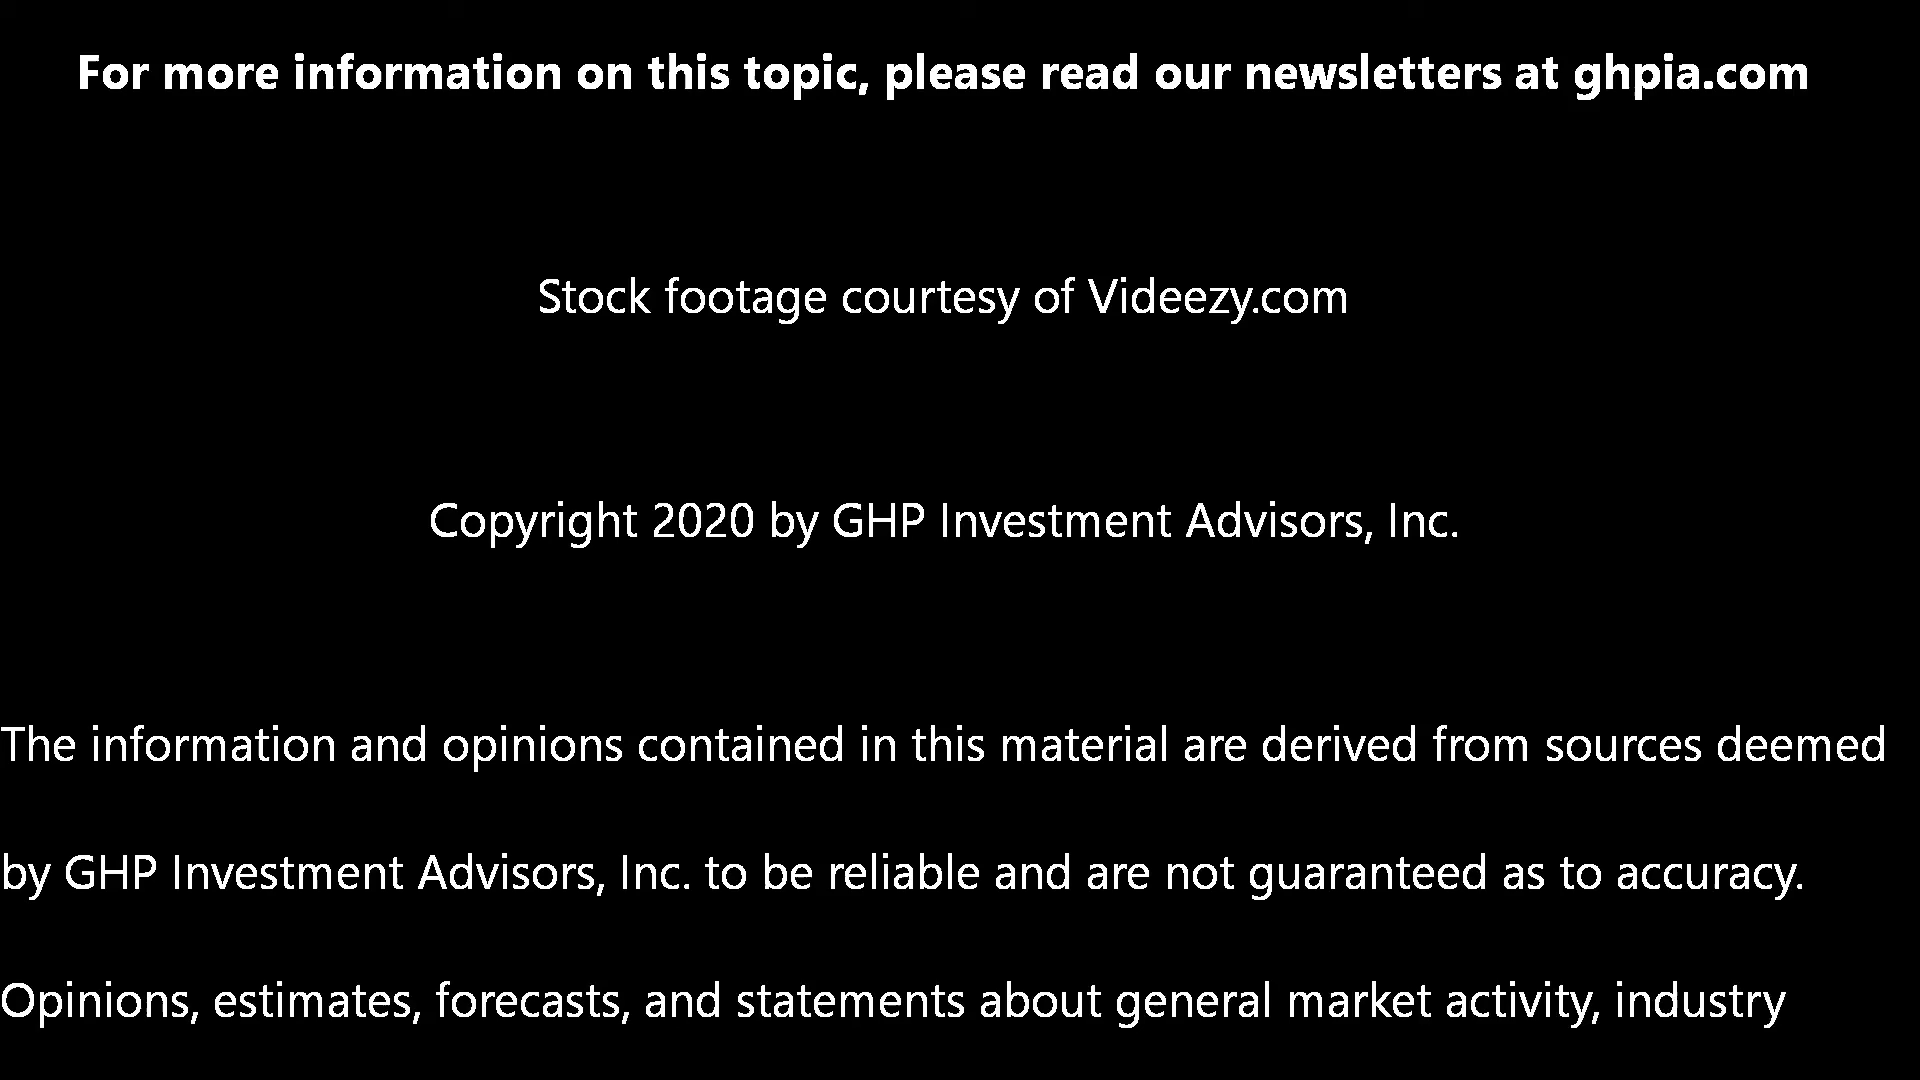 For more information on this topic, please read our newsletters at ghpia.com
Stock footage courtesy of Videezy.com
Copyright 2020 by GHP Investment Advisors, Inc.
The information and opinions contained in this material are derived from sources deemed
by GHP Investment Advisors, Inc. to be reliable and are not guaranteed as to accuracy.
Opinions, estimates, forecasts, and statements about general market activity, industry